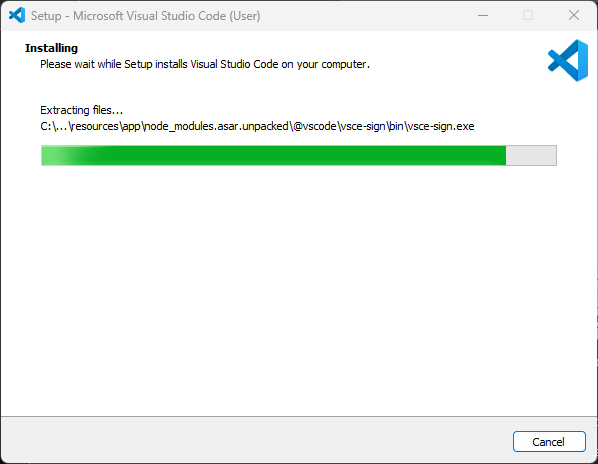 Setup - Microsoft Visual Studio Code (User)
Installing
Please wait while Setup installs Visual Studio Code on your computer.
Extracting files...
C:\...\resources\app\node_modules.asar.unpacked\@vscode\vsce-sign\bin\vsce-sign.exe
Cancel